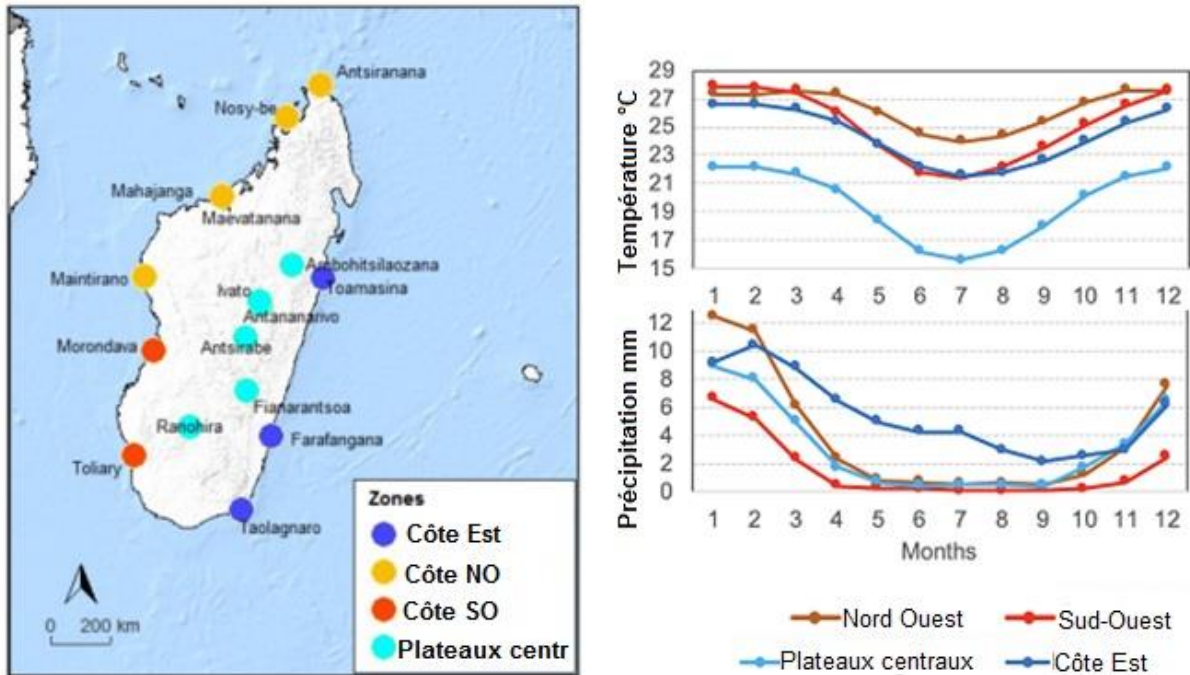 Antsiranana
Nosy-be
Mahajanga
Maevatanana
Ambohitsilaozana
Maintirano
Toamasina
Ivato
Antananarivo
Morondava
Antsirabe
Fianarantsoa
Ranohira
Farafangana
Toliary
Taolagnaro
0 200 km
Zones
Côte Est
Côte NO
Côte SO
Plateaux centr
Température °C
29
27
25
23
21
19
17
15
1 2 3 4 5 6 7 8 9 10 11 12
Précipitation mm
12
10
8
6
4
2
0
1 2 3 4 5 6 7 8 9 10 11 12
Months
Nord Ouest
Sud-Ouest
Plateaux centraux
Côte Est